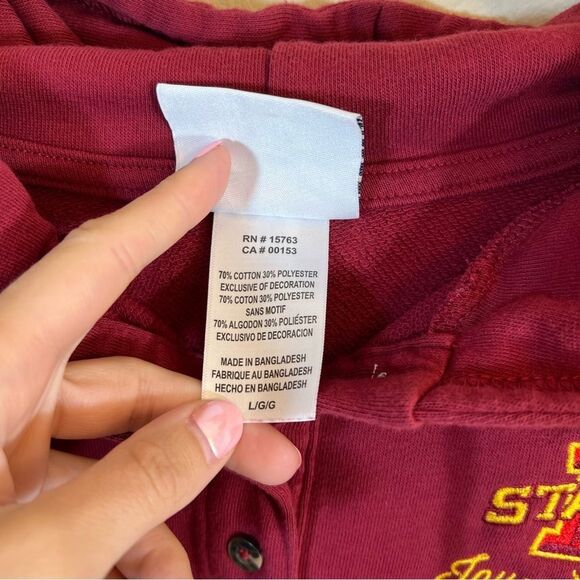 RN # 15763
CA # 00153
70% COTTON 30% POLYESTER
EXCLUSIVE OF DECORATION
70% COTON 30% POLYESTER
SANS MOTIF
70% ALGODON 30% POLIÉSTER
EXCLUSIVO DE DECORACION
MADE IN BANGLADESH
FABRIQUE AU BANGLADESH
HECHO EN BANGLADESH
L/G/G